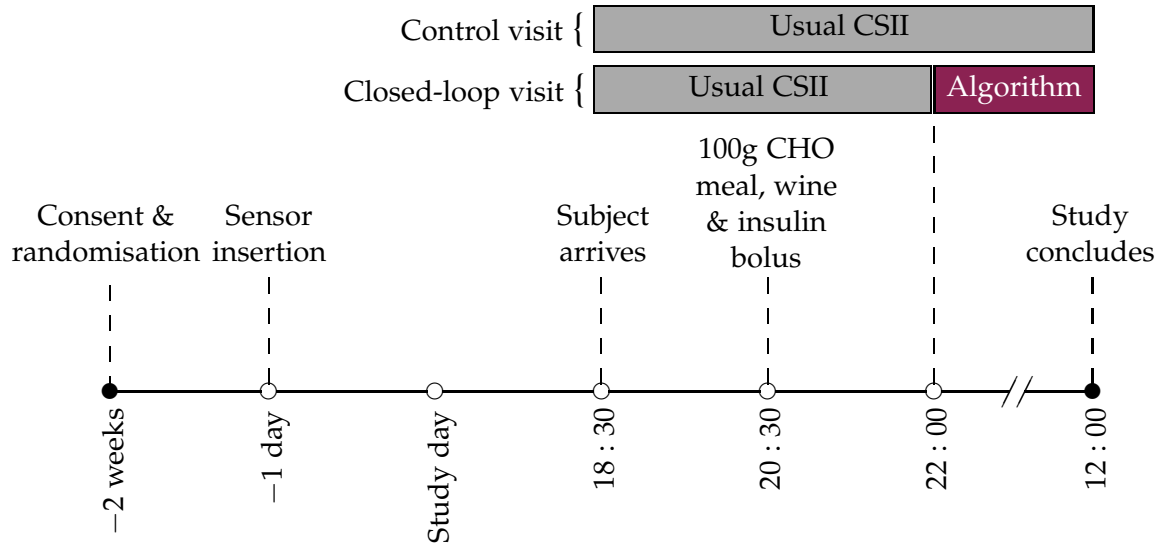 Control visit {
Usual CSII
Closed-loop visit {
Usual CSII
Algorithm
Consent &
randomisation
Sensor
insertion
Subject
arrives
100g CHO
meal, wine
& insulin
bolus
Study
concludes
−2 weeks
−1 day
Study day
18 : 30
20 : 30
22 : 00
12 : 00